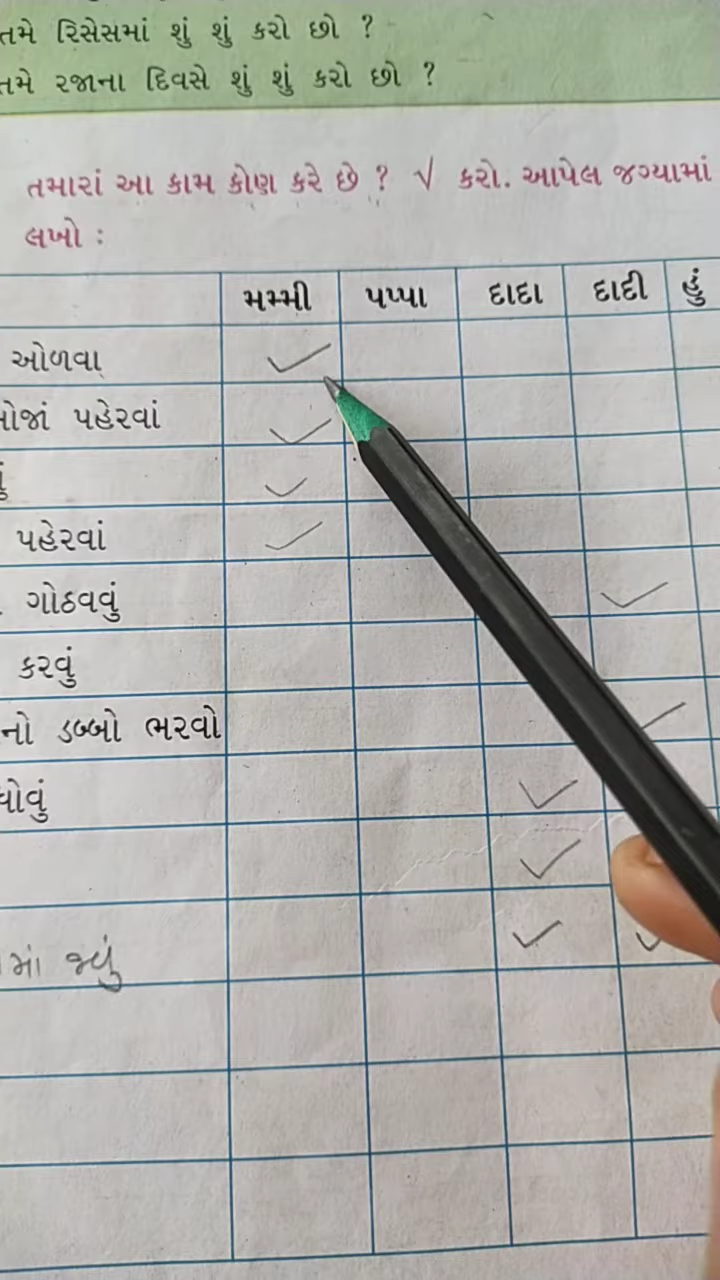 તમે રિસેસમાં શું શું કરો છો ?
તમે રજાના દિવસે શું શું કરો છો ?
તમારાં આ કામ કોણ કરે છે ? √ કરો. આપેલ જગ્યામાં
લખો :
મમ્મી પપ્પા દાદા દાદી હું
ઓળવા
પહેરવાં
પહેરવાં
ગોઠવવું
કરવું
નો ડબ્બો ભરવો